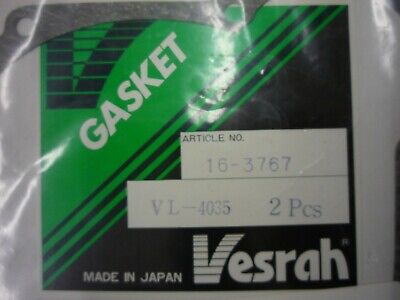 GASKET
ARTICLE NO.
16-3767
VL-4035 2 Pcs
MADE IN JAPAN Vesrah®